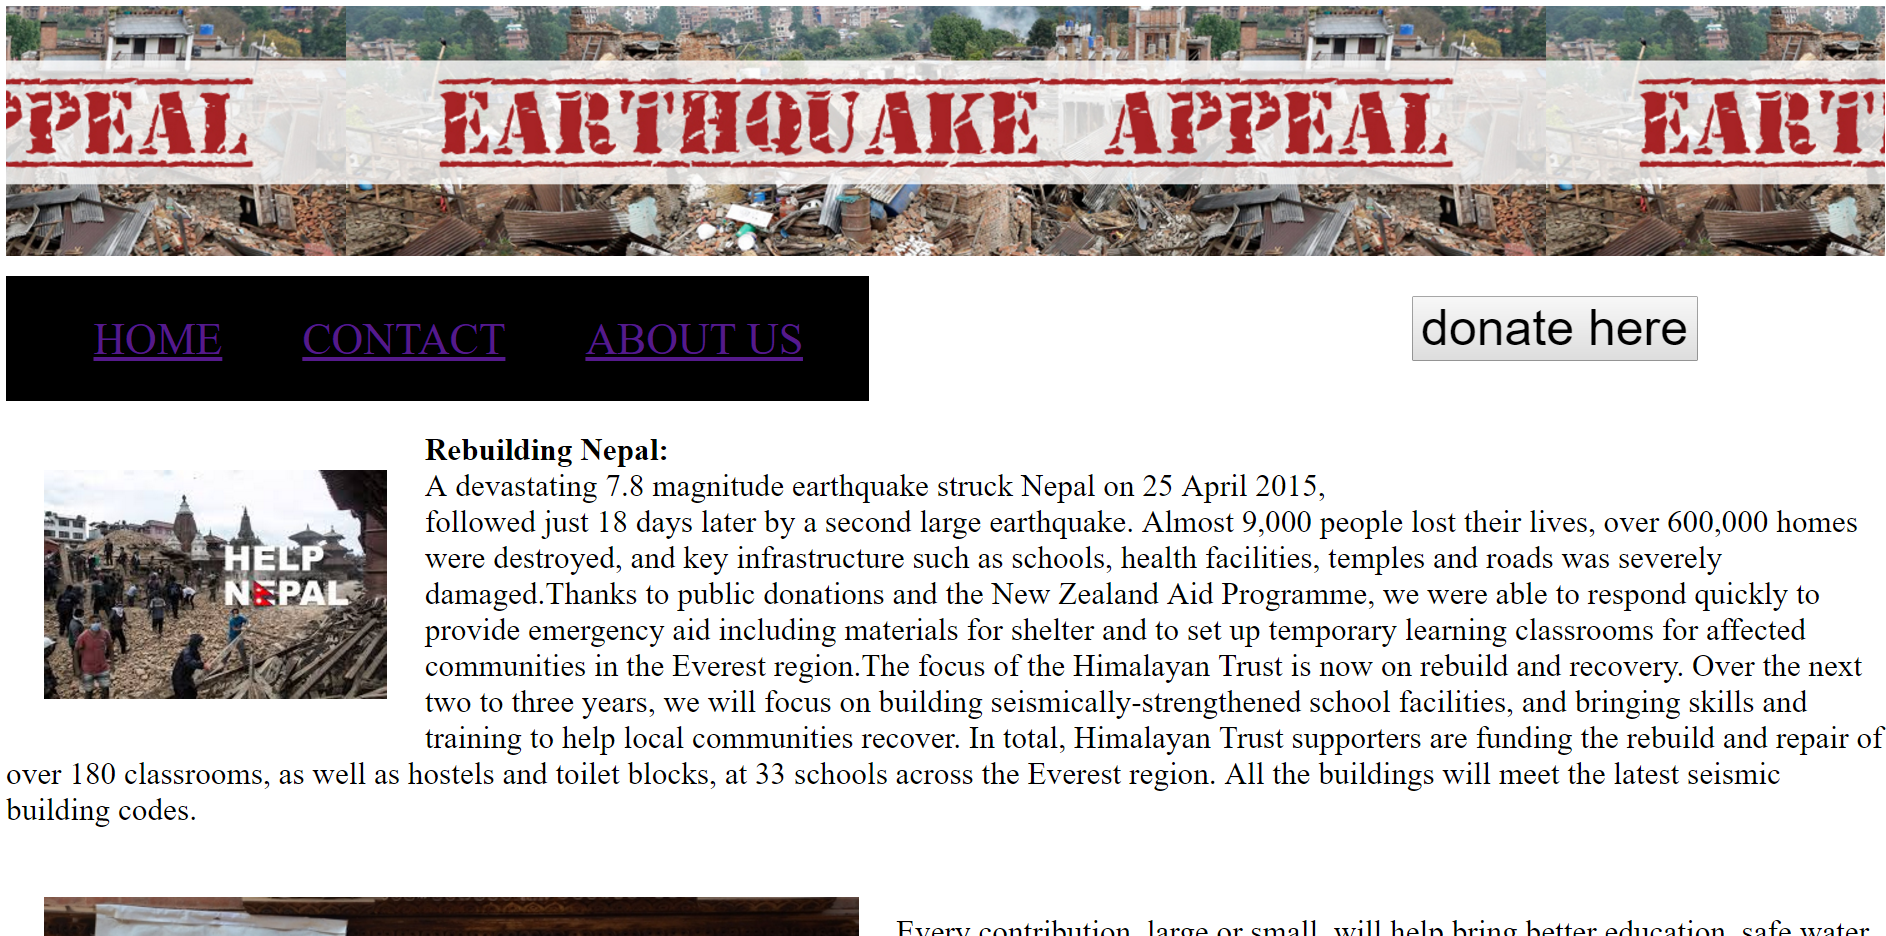 PPEAL EARTHQUAKE APPEAL EART
HOME CONTACT ABOUT US donate here
Rebuilding Nepal:
A devastating 7.8 magnitude earthquake struck Nepal on 25 April 2015,
followed just 18 days later by a second large earthquake. Almost 9,000 people lost their lives, over 600,000 homes
were destroyed, and key infrastructure such as schools, health facilities, temples and roads was severely
damaged.Thanks to public donations and the New Zealand Aid Programme, we were able to respond quickly to
provide emergency aid including materials for shelter and to set up temporary learning classrooms for affected
communities in the Everest region.The focus of the Himalayan Trust is now on rebuild and recovery. Over the next
two to three years, we will focus on building seismically-strengthened school facilities, and bringing skills and
training to help local communities recover. In total, Himalayan Trust supporters are funding the rebuild and repair of
over 180 classrooms, as well as hostels and toilet blocks, at 33 schools across the Everest region. All the buildings will meet the latest seismic
building codes.
HELP
NEPAL
Every contribution, large or small, will help bring better education, safe water